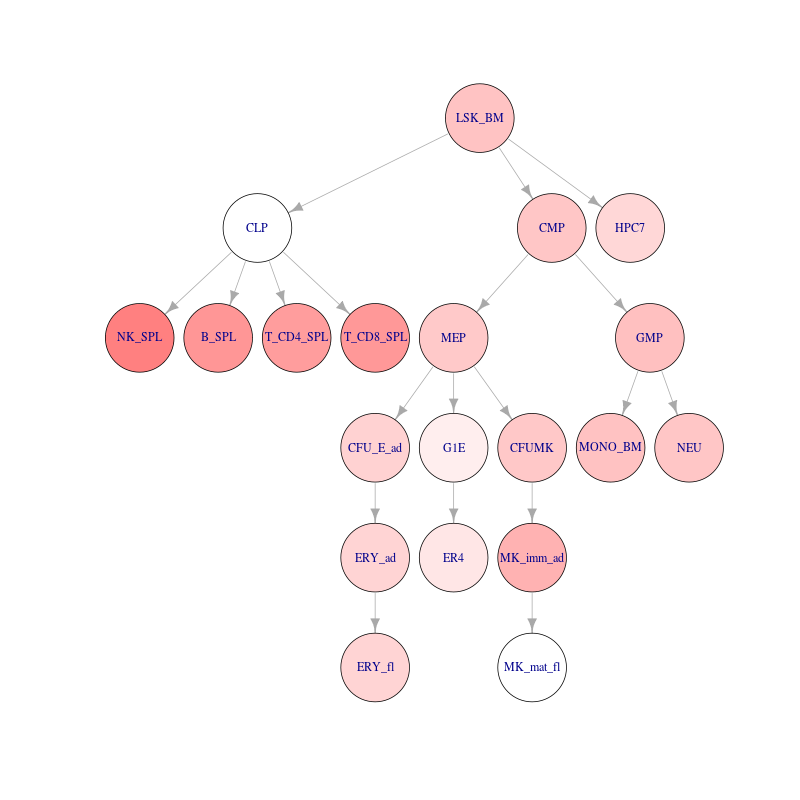 LSK_BM
CLP
CMP
HPC7
NK_SPL
B_SPL
T_CD4_SPL
T_CD8_SPL
MEP
GMP
CFU_E_ad
G1E
CFUMK
MONO_BM
NEU
ERY_ad
ER4
MK_imm_ad
ERY_fl
MK_mat_fl